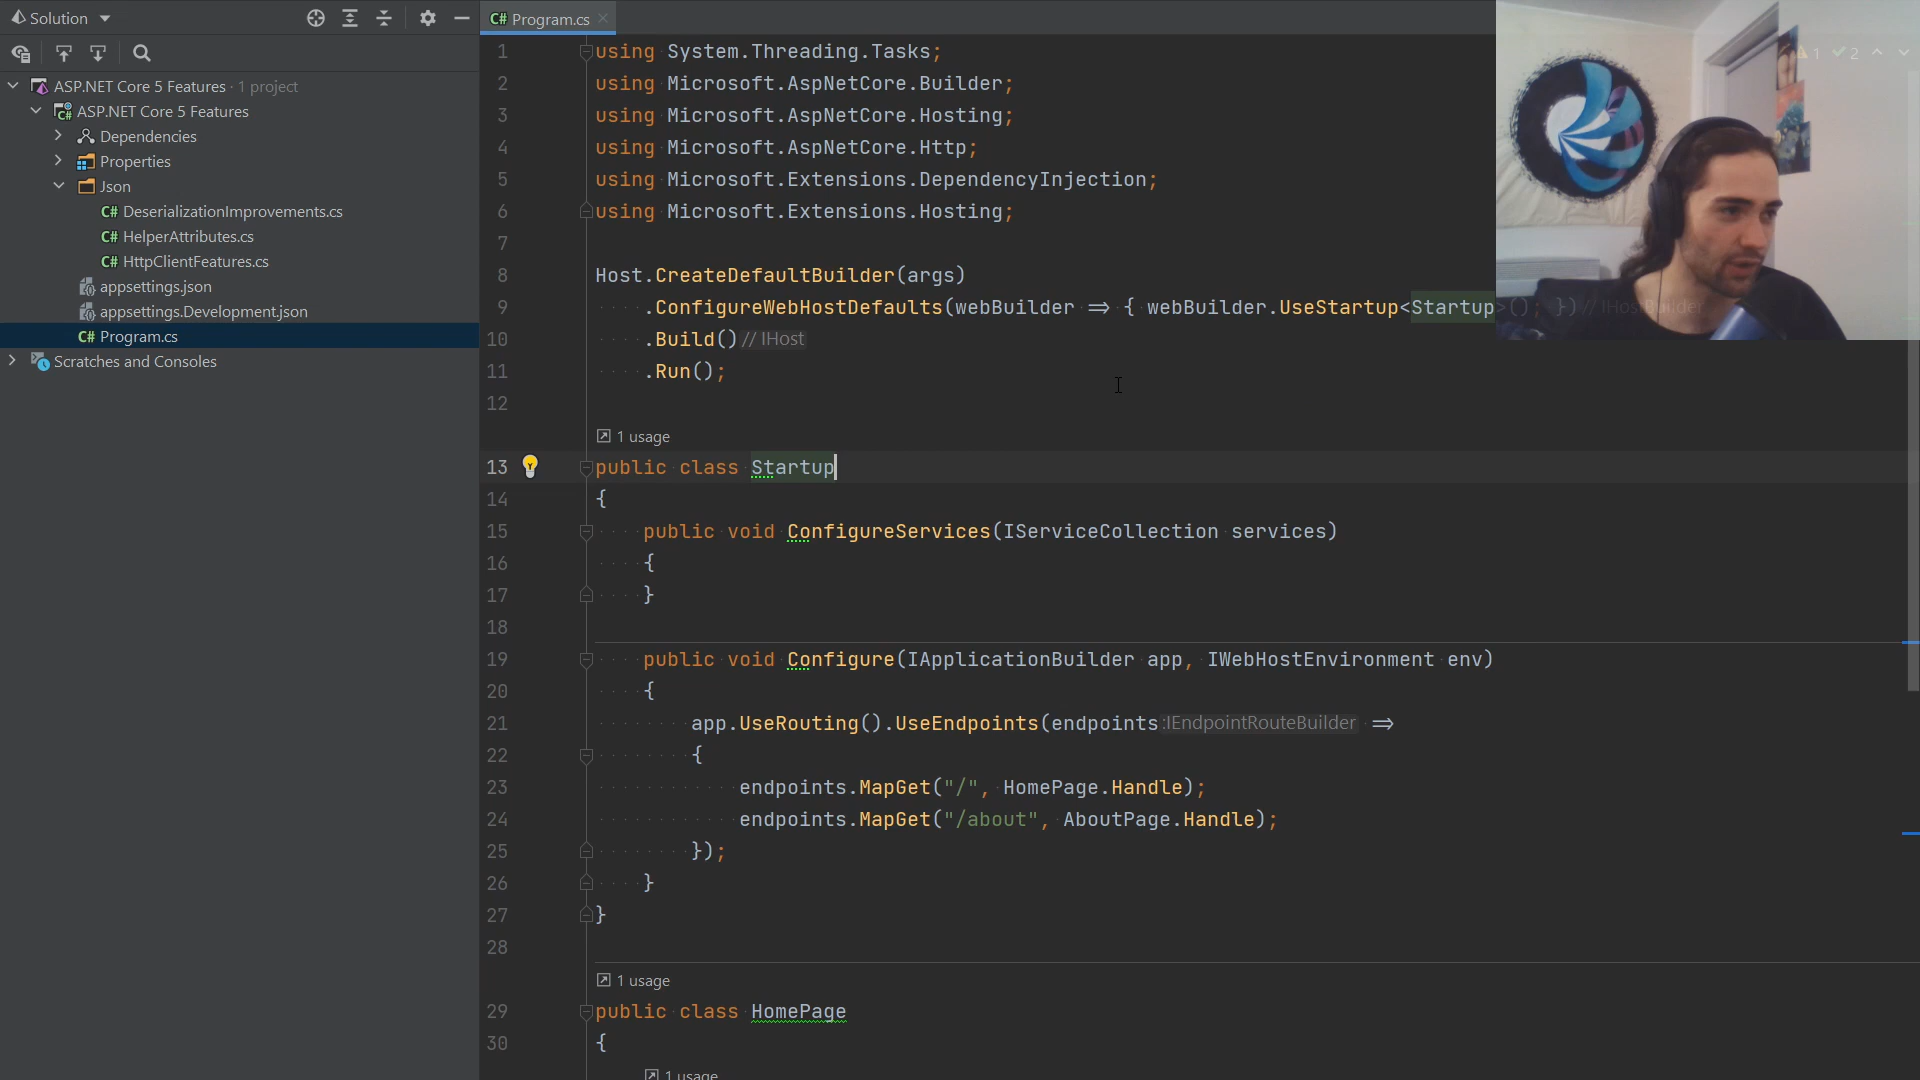 Solution
ASP.NET Core 5 Features · 1 project
ASP.NET Core 5 Features
Dependencies
Properties
Json
DeserializationImprovements.cs
HelperAttributes.cs
HttpClientFeatures.cs
appsettings.json
appsettings.Development.json
Program.cs
Scratches and Consoles
C# Program.cs
1 2
1 using System.Threading.Tasks;
2 using Microsoft.AspNetCore.Builder;
3 using Microsoft.AspNetCore.Hosting;
4 using Microsoft.AspNetCore.Http;
5 using Microsoft.Extensions.DependencyInjection;
6 using Microsoft.Extensions.Hosting;
7
8 Host.CreateDefaultBuilder(args)
9 .ConfigureWebHostDefaults(webBuilder => { webBuilder.UseStartup<Startup>(); }) // IHostBuilder
10 .Build() // IHost
11 .Run();
12
1 usage
13 public class Startup
14 {
15 public void ConfigureServices(IServiceCollection services)
16 {
17 }
18
19 public void Configure(IApplicationBuilder app, IWebHostEnvironment env)
20 {
21 app.UseRouting().UseEndpoints(endpoints :IEndpointRouteBuilder =>
22 {
23 endpoints.MapGet("/", HomePage.Handle);
24 endpoints.MapGet("/about", AboutPage.Handle);
25 });
26 }
27 }
28
1 usage
29 public class HomePage
30 {
1 usage